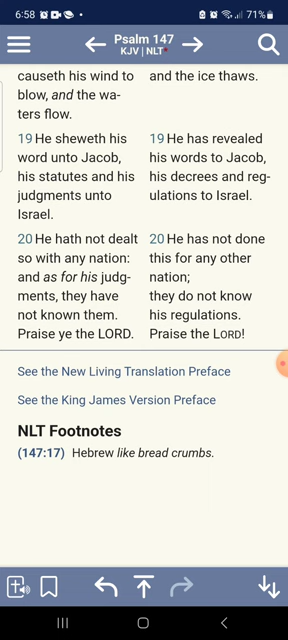 6:58
71%
Psalm 147
KJV | NLT*
causeth his wind to
blow, and the wa-
ters flow.
19 He sheweth his
word unto Jacob,
his statutes and his
judgments unto
Israel.
20 He hath not dealt
so with any nation:
and as for his judg-
ments, they have
not known them.
Praise ye the LORD.
and the ice thaws.
19 He has revealed
his words to Jacob,
his decrees and reg-
ulations to Israel.
20 He has not done
this for any other
nation;
they do not know
his regulations.
Praise the LORD!
See the New Living Translation Preface
See the King James Version Preface
NLT Footnotes
(147:17) Hebrew like bread crumbs.